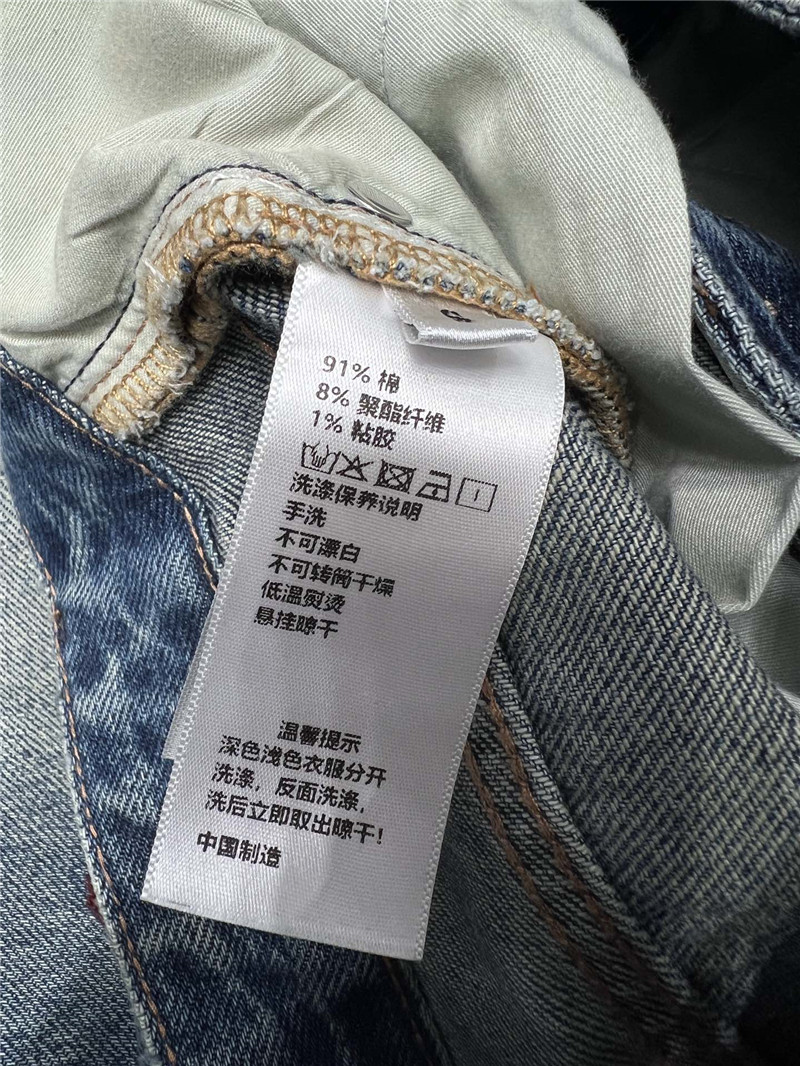 91% 棉
8% 聚酯纤维
1% 粘胶
洗涤保养说明
手洗
不可漂白
不可转筒干燥
低温熨烫
悬挂晾干
温馨提示
深色浅色衣服分开
洗涤，反面洗涤，
洗后立即取出晾干！
中国制造